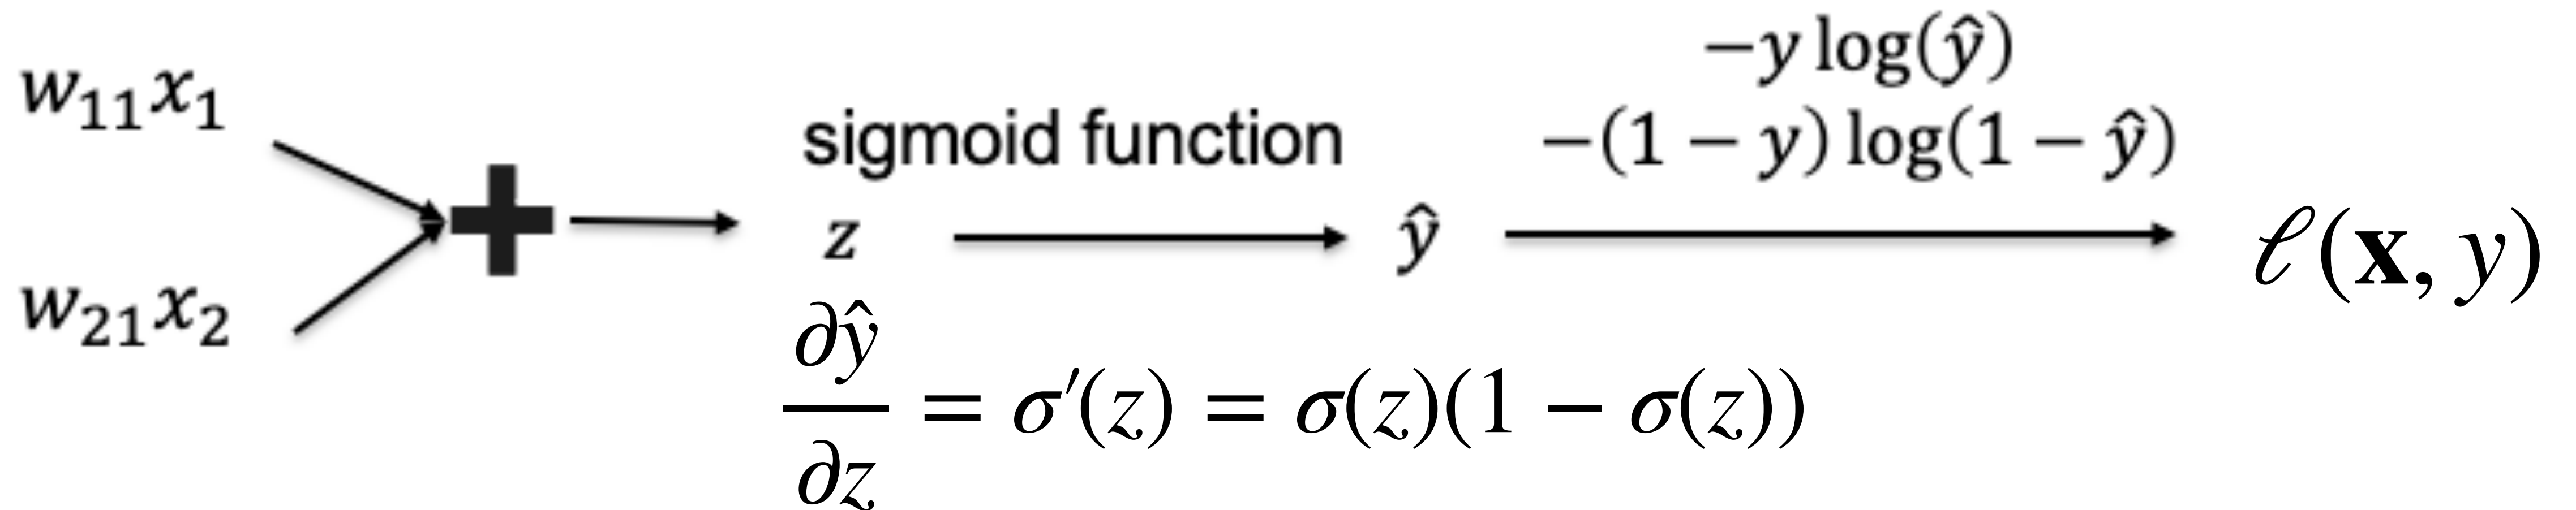 w₁₁x₁
w₂₁x₂
+
sigmoid function
z
ŷ
−y log(ŷ)
−(1 − y) log(1 − ŷ)
ℓ(𝐱, y)
∂ŷ/∂z = σ′(z) = σ(z)(1 − σ(z))